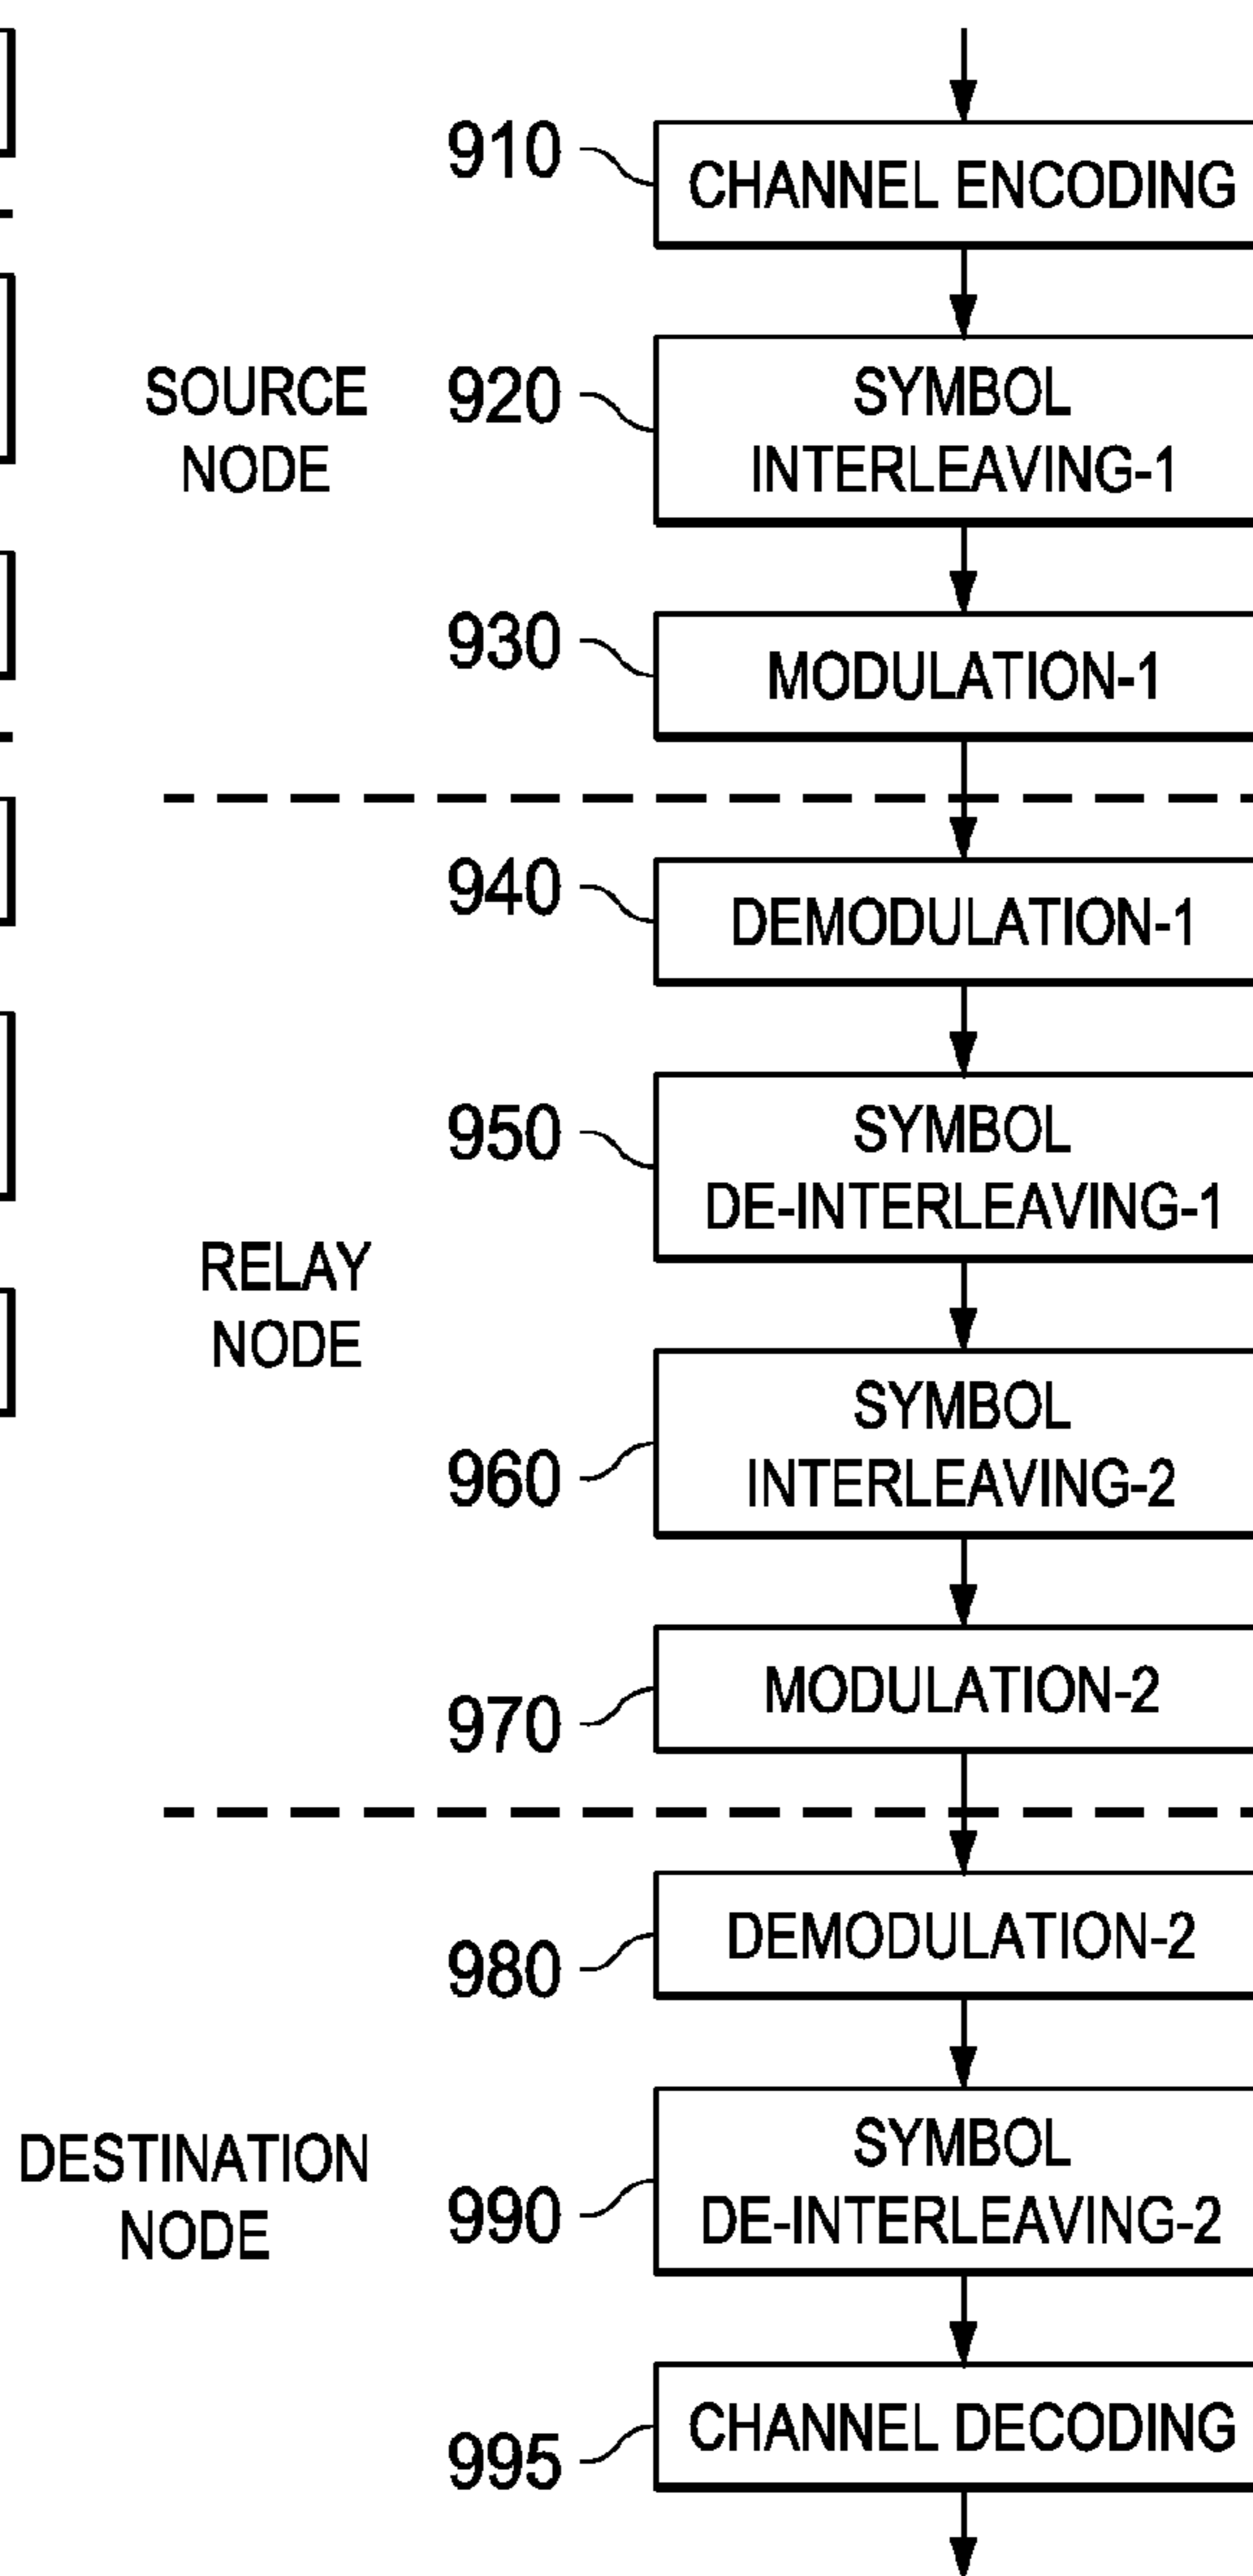 910
CHANNEL ENCODING
SOURCE
NODE
920
SYMBOL
INTERLEAVING-1
930
MODULATION-1
940
DEMODULATION-1
950
SYMBOL
DE-INTERLEAVING-1
RELAY
NODE
960
SYMBOL
INTERLEAVING-2
970
MODULATION-2
980
DEMODULATION-2
DESTINATION
NODE
990
SYMBOL
DE-INTERLEAVING-2
995
CHANNEL DECODING